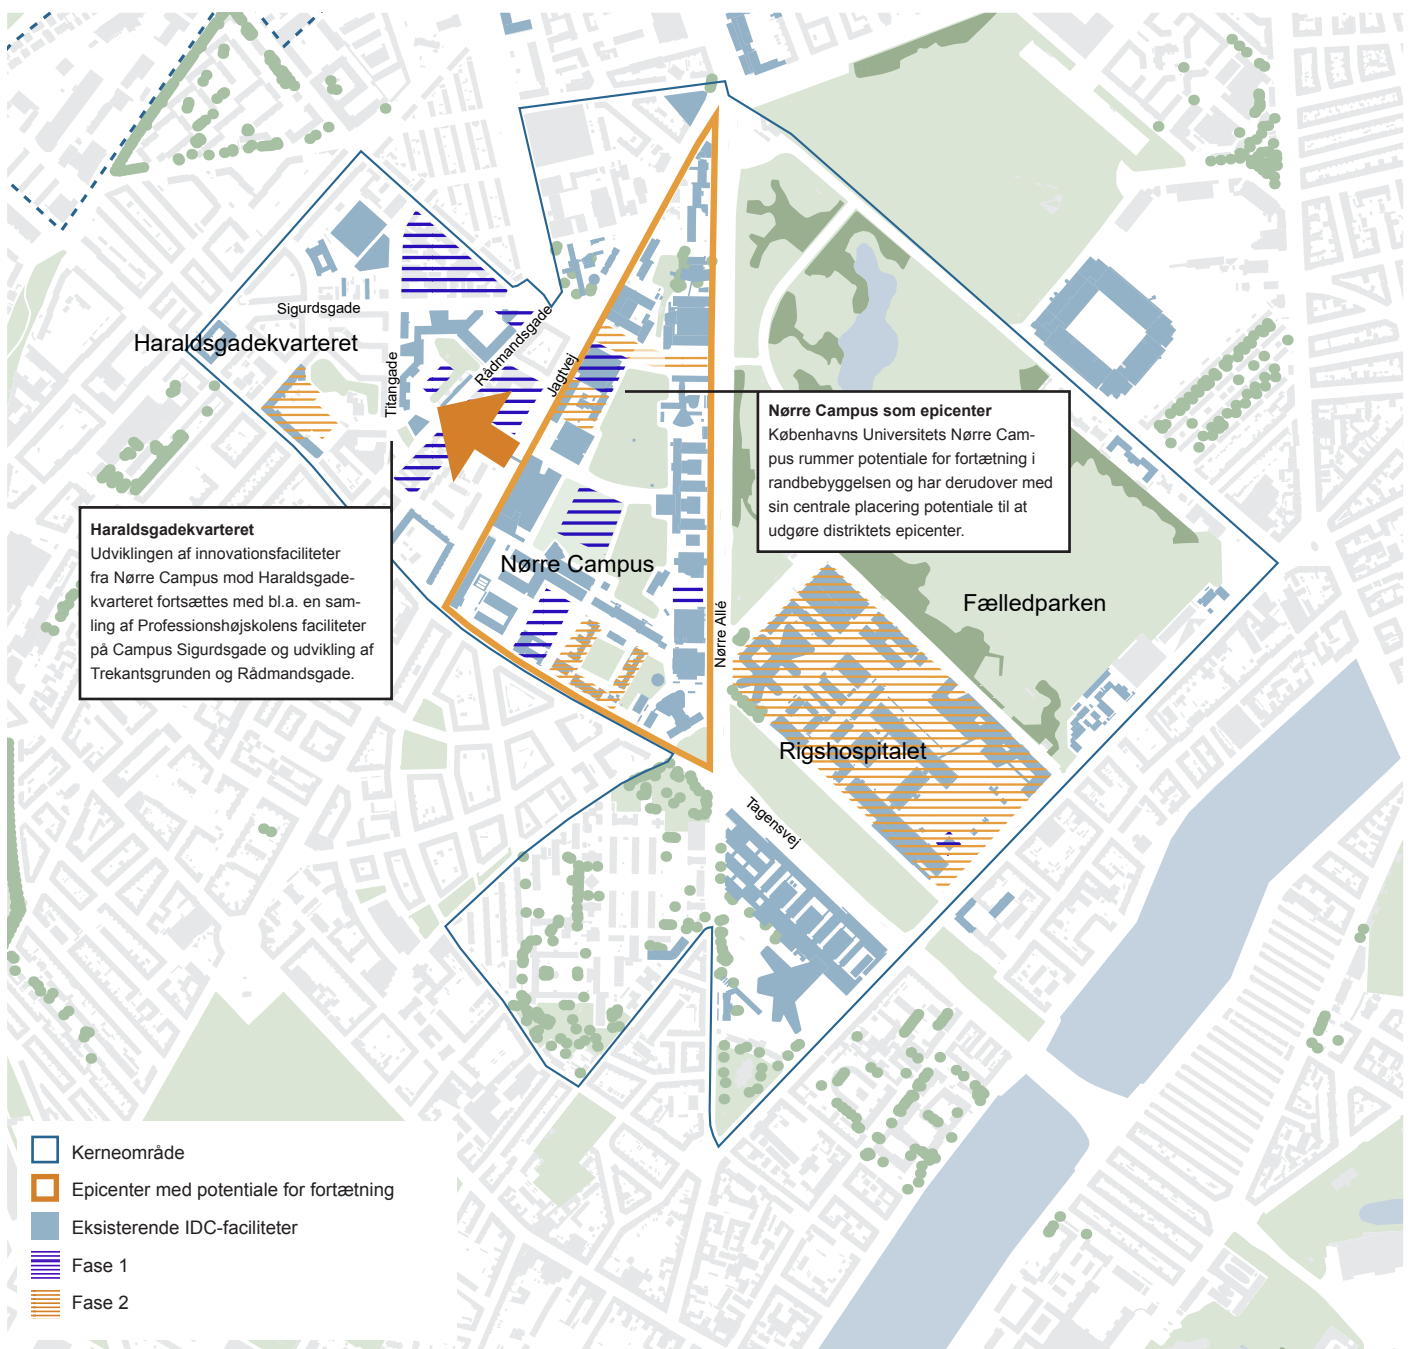 Sigurdsgade
Haraldsgadekvarteret
Titangade
Rådmandsgade
Jagtvej
Nørre Campus som epicenter
Københavns Universitets Nørre Cam-
pus rummer potentiale for fortætning i
randbebyggelsen og har derudover med
sin centrale placering potentiale til at
udgøre distriktets epicenter.
Haraldsgadekvarteret
Udviklingen af innovationsfaciliteter
fra Nørre Campus mod Haraldsgade-
kvarteret fortsættes med bl.a. en sam-
ling af Professionshøjskolens faciliteter
på Campus Sigurdsgade og udvikling af
Trekantsgrunden og Rådmandsgade.
Nørre Campus
Nørre Allé
Fælledparken
Rigshospitalet
Tagensvej
Kerneområde
Epicenter med potentiale for fortætning
Eksisterende IDC-faciliteter
Fase 1
Fase 2